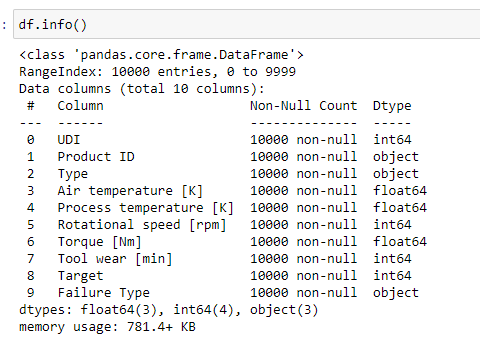 : df.info()
<class 'pandas.core.frame.DataFrame'>
RangeIndex: 10000 entries, 0 to 9999
Data columns (total 10 columns):
 #   Column                   Non-Null Count  Dtype
---  ------                   --------------  -----
 0   UDI                      10000 non-null  int64
 1   Product ID               10000 non-null  object
 2   Type                     10000 non-null  object
 3   Air temperature [K]      10000 non-null  float64
 4   Process temperature [K]  10000 non-null  float64
 5   Rotational speed [rpm]   10000 non-null  int64
 6   Torque [Nm]              10000 non-null  float64
 7   Tool wear [min]          10000 non-null  int64
 8   Target                   10000 non-null  int64
 9   Failure Type             10000 non-null  object
dtypes: float64(3), int64(4), object(3)
memory usage: 781.4+ KB